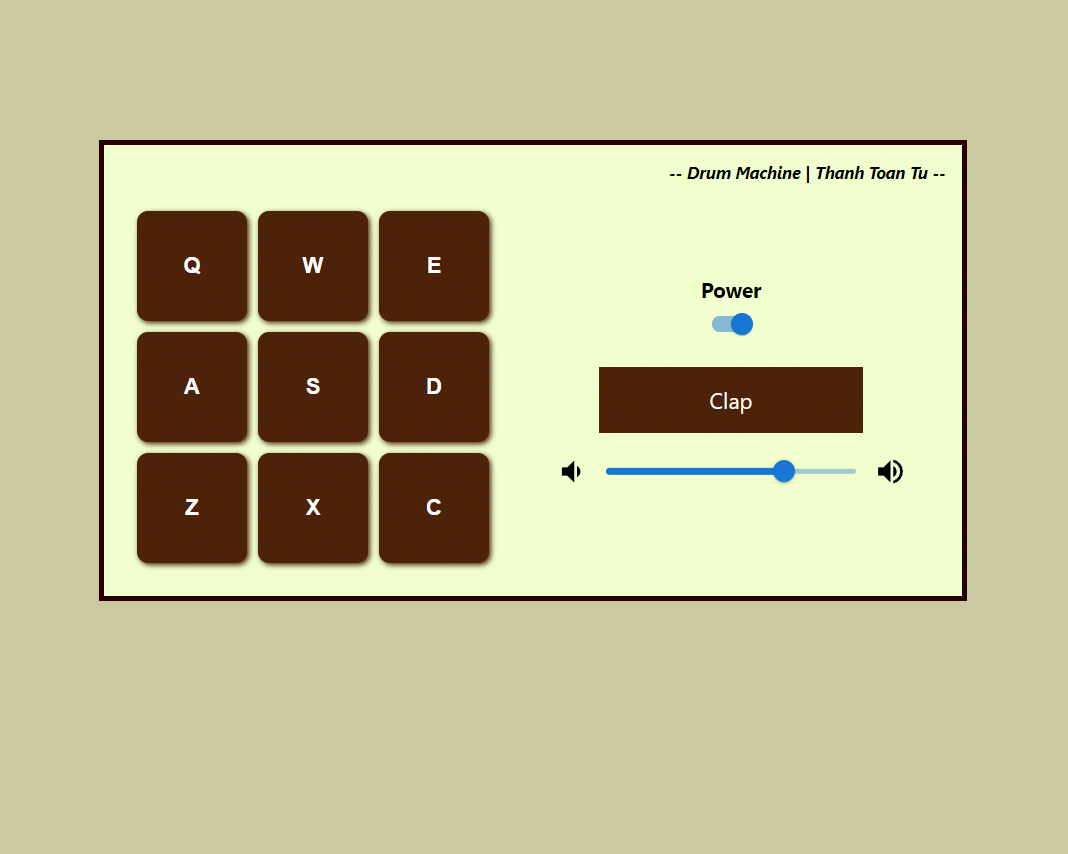 -- Drum Machine | Thanh Toan Tu --
Q W E
A S D
Z X C
Power
Clap